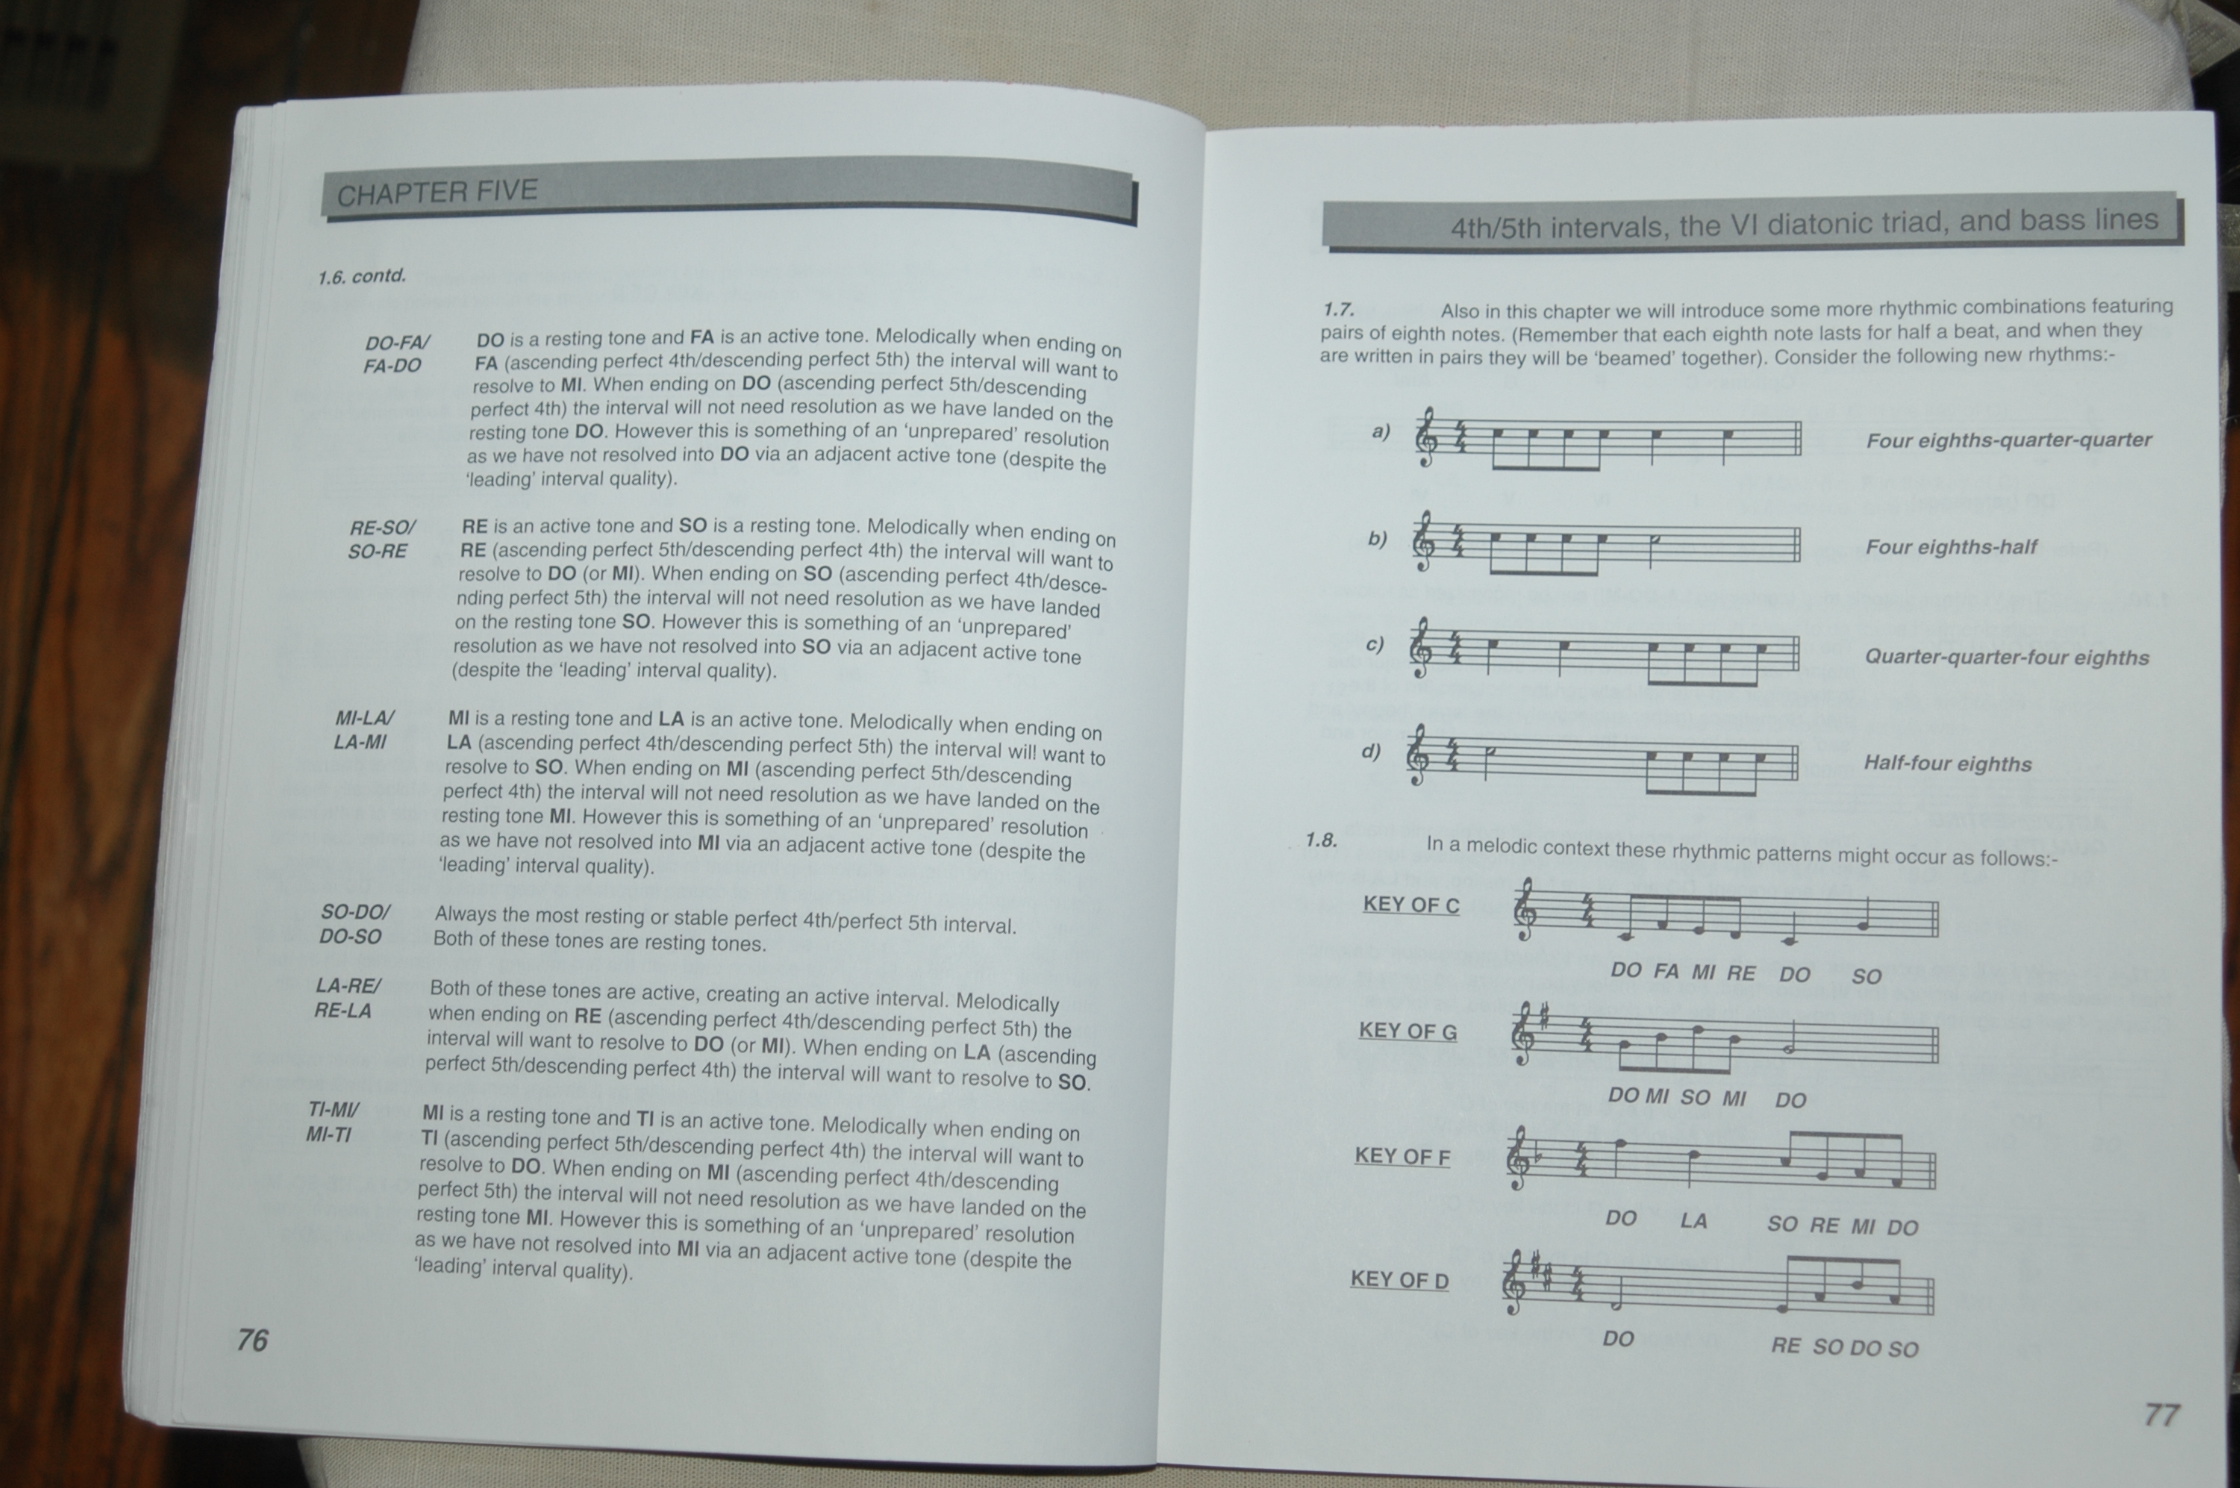 CHAPTER FIVE
1.6. contd.
DO-FA/ DO is a resting tone and FA is an active tone. Melodically when ending on
FA-DO FA (ascending perfect 4th/descending perfect 5th) the interval will want to
resolve to MI. When ending on DO (ascending perfect 5th/descending
perfect 4th) the interval will not need resolution as we have landed on the
resting tone DO. However this is something of an ‘unprepared’ resolution
as we have not resolved into DO via an adjacent active tone (despite the
‘leading’ interval quality).
RE-SO/ RE is an active tone and SO is a resting tone. Melodically when ending on
SO-RE RE (ascending perfect 5th/descending perfect 4th) the interval will want to
resolve to DO (or MI). When ending on SO (ascending perfect 4th/desce-
nding perfect 5th) the interval will not need resolution as we have landed
on the resting tone SO. However this is something of an ‘unprepared’
resolution as we have not resolved into SO via an adjacent active tone
(despite the ‘leading’ interval quality).
MI-LA/ MI is a resting tone and LA is an active tone. Melodically when ending on
LA-MI LA (ascending perfect 4th/descending perfect 5th) the interval will want to
resolve to SO. When ending on MI (ascending perfect 5th/descending
perfect 4th) the interval will not need resolution as we have landed on the
resting tone MI. However this is something of an ‘unprepared’ resolution
as we have not resolved into MI via an adjacent active tone (despite the
‘leading’ interval quality).
SO-DO/ Always the most resting or stable perfect 4th/perfect 5th interval.
DO-SO Both of these tones are resting tones.
LA-RE/ Both of these tones are active, creating an active interval. Melodically
RE-LA when ending on RE (ascending perfect 4th/descending perfect 5th) the
interval will want to resolve to DO (or MI). When ending on LA (ascending
perfect 5th/descending perfect 4th) the interval will want to resolve to SO.
TI-MI/ MI is a resting tone and TI is an active tone. Melodically when ending on
MI-TI TI (ascending perfect 5th/descending perfect 4th) the interval will want to
resolve to DO. When ending on MI (ascending perfect 4th/descending
perfect 5th) the interval will not need resolution as we have landed on the
resting tone MI. However this is something of an ‘unprepared’ resolution
as we have not resolved into MI via an adjacent active tone (despite the
‘leading’ interval quality).
76
4th/5th intervals, the VI diatonic triad, and bass lines
1.7. Also in this chapter we will introduce some more rhythmic combinations featuring
pairs of eighth notes. (Remember that each eighth note lasts for half a beat, and when they
are written in pairs they will be ‘beamed’ together). Consider the following new rhythms:-
a) 4 4 Four eighths-quarter-quarter
b) 4 4 Four eighths-half
c) 4 4 Quarter-quarter-four eighths
d) 4 4 Half-four eighths
1.8. In a melodic context these rhythmic patterns might occur as follows:-
KEY OF C 4 4
DO FA MI RE DO SO
KEY OF G 4 4
DO MI SO MI DO
KEY OF F 4 4
DO LA SO RE MI DO
KEY OF D 4 4
DO RE SO DO SO
77